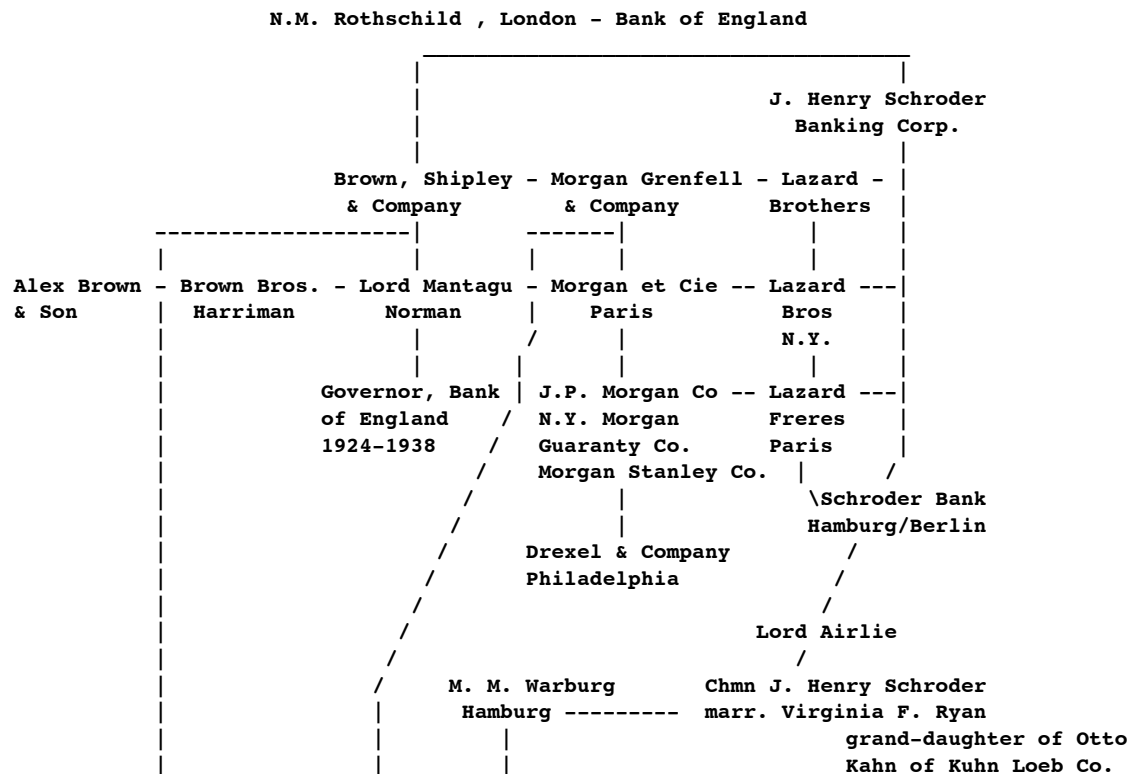 N.M. Rothschild , London - Bank of England
J. Henry Schroder
Banking Corp.
Brown, Shipley - Morgan Grenfell - Lazard -
& Company & Company Brothers
Alex Brown - Brown Bros. - Lord Mantagu - Morgan et Cie -- Lazard ---
& Son Harriman Norman Paris Bros
N.Y.
Governor, Bank J.P. Morgan Co -- Lazard ---
of England N.Y. Morgan Freres
1924-1938 Guaranty Co. Paris
Morgan Stanley Co.
\Schroder Bank
Hamburg/Berlin
Drexel & Company
Philadelphia
Lord Airlie
M. M. Warburg Chmn J. Henry Schroder
Hamburg --------- marr. Virginia F. Ryan
grand-daughter of Otto
Kahn of Kuhn Loeb Co.